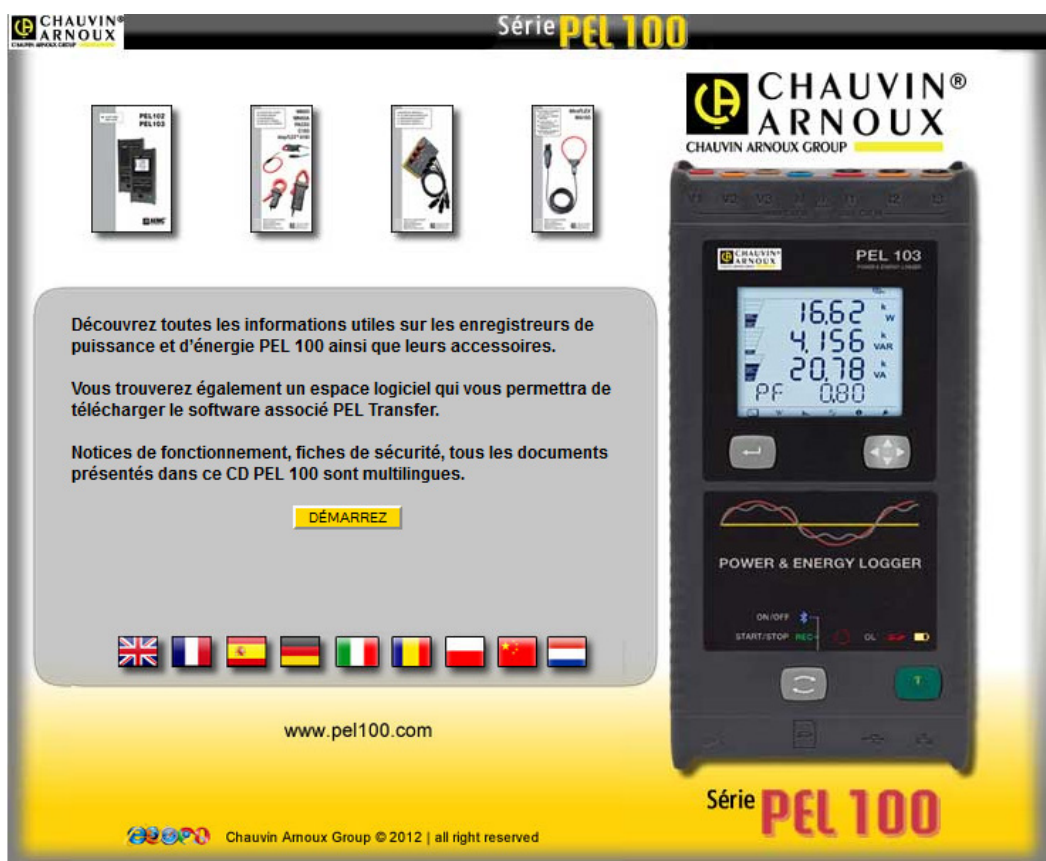 CHAUVIN®
ARNOUX
CHAUVIN ARNOUX GROUP
Série PEL 100
PEL102
PEL103
CHAUVIN®
ARNOUX
CHAUVIN ARNOUX GROUP
V1 V2 V3 N I1 I2 I3
CHAUVIN®
ARNOUX
PEL 103
POWER & ENERGY LOGGER
16.62 k W
4.156 k VAR
20.78 k VA
PF 0.80
Découvrez toutes les informations utiles sur les enregistreurs de
puissance et d'énergie PEL 100 ainsi que leurs accessoires.
Vous trouverez également un espace logiciel qui vous permettra de
télécharger le software associé PEL Transfer.
Notices de fonctionnement, fiches de sécurité, tous les documents
présentés dans ce CD PEL 100 sont multilingues.
DÉMARREZ
POWER & ENERGY LOGGER
ON/OFF
START/STOP REC OL
www.pel100.com
Série PEL 100
Chauvin Arnoux Group © 2012 | all right reserved